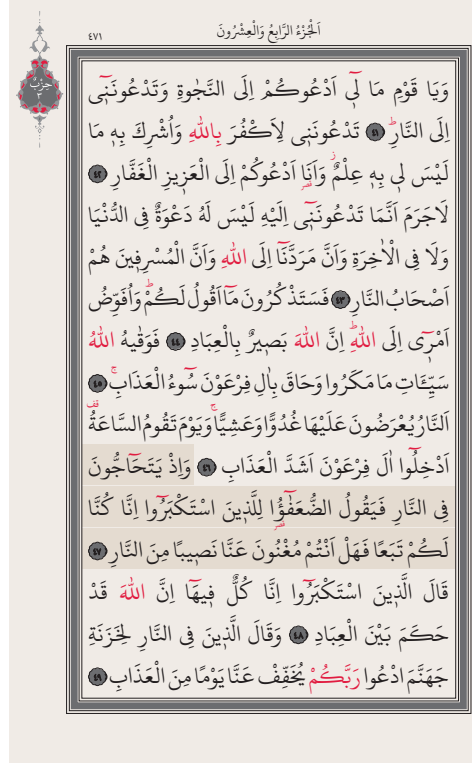 اَلْجُزْءُ الرَّابِعُ وَالْعِشْرُونَ
٤٧١
حزب
٣
وَيَا قَوْمِ مَا لٖٓي اَدْعُوكُمْ اِلَى النَّجٰوةِ وَتَدْعُونَنٖٓي
اِلَى النَّارِؕ ٤١ تَدْعُونَنٖي لِاَكْفُرَ بِاللّٰهِ وَاُشْرِكَ بِهٖ مَا
لَيْسَ لٖي بِهٖ عِلْمٌؗ وَاَنَا۬ اَدْعُوكُمْ اِلَى الْعَزٖيزِ الْغَفَّارِ ٤٢
لَاجَرَمَ اَنَّمَا تَدْعُونَنٖٓي اِلَيْهِ لَيْسَ لَهُ دَعْوَةٌ فِي الدُّنْيَا
وَلَا فِي الْاٰخِرَةِ وَاَنَّ مَرَدَّنَٓا اِلَى اللّٰهِ وَاَنَّ الْمُسْرِفٖينَ هُمْ
اَصْحَابُ النَّارِ ٤٣ فَسَتَذْكُرُونَ مَٓا اَقُولُ لَكُمْؕ وَاُفَوِّضُ
اَمْرٖٓي اِلَى اللّٰهِؕ اِنَّ اللّٰهَ بَصٖيرٌ بِالْعِبَادِ ٤٤ فَوَقٰيهُ اللّٰهُ
سَيِّـَٔاتِ مَا مَكَرُوا وَحَاقَ بِاٰلِ فِرْعَوْنَ سُٓوءُ الْعَذَابِۚ ٤٥
اَلنَّارُ يُعْرَضُونَ عَلَيْهَا غُدُوًّا وَعَشِيًّاۚ وَيَوْمَ تَقُومُ السَّاعَةُ۠
اَدْخِلُٓوا اٰلَ فِرْعَوْنَ اَشَدَّ الْعَذَابِ ٤٦ وَاِذْ يَتَحَٓاجُّونَ
فِي النَّارِ فَيَقُولُ الضُّعَفٰٓؤُ۬ا لِلَّذٖينَ اسْتَكْبَرُٓوا اِنَّا كُنَّا
لَكُمْ تَبَعًا فَهَلْ اَنْتُمْ مُغْنُونَ عَنَّا نَصٖيبًا مِنَ النَّارِ ٤٧
قَالَ الَّذٖينَ اسْتَكْبَرُٓوا اِنَّا كُلٌّ فٖيهَٓا اِنَّ اللّٰهَ قَدْ
حَكَمَ بَيْنَ الْعِبَادِ ٤٨ وَقَالَ الَّذٖينَ فِي النَّارِ لِخَزَنَةِ
جَهَنَّمَ ادْعُوا رَبَّكُمْ يُخَفِّفْ عَنَّا يَوْمًا مِنَ الْعَذَابِ ٤٩